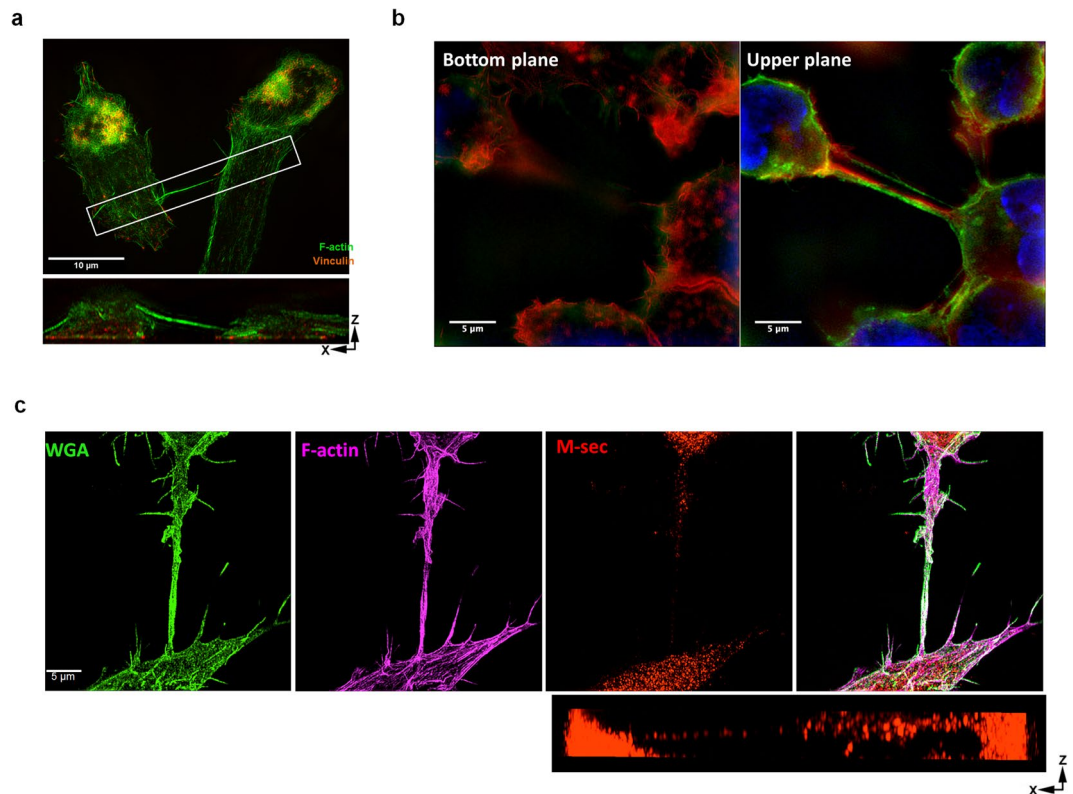 a
F-actin
Vinculin
10 µm
Z
X
b
Bottom plane
5 µm
Upper plane
5 µm
c
WGA
5 µm
F-actin
M-sec
Z
X